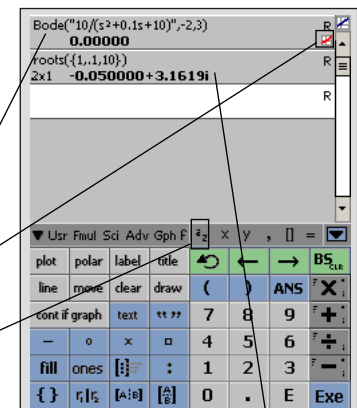 Bode("10/(s²+0.1s+10)",-2,3) R
0.00000
roots({1,.1,10}) R
2x1 -0.050000+3.1619i
R
Usr Fmul Sci Adv Gph F a z x y , [] =
plot polar label title BS CLR
line move clear draw ( ) ANS × 
cont if graph text "" 7 8 9 +
− o × □ 4 5 6 ÷
fill ones : 1 2 3 −
{ } [A|B] [A B] 0 . E Exe